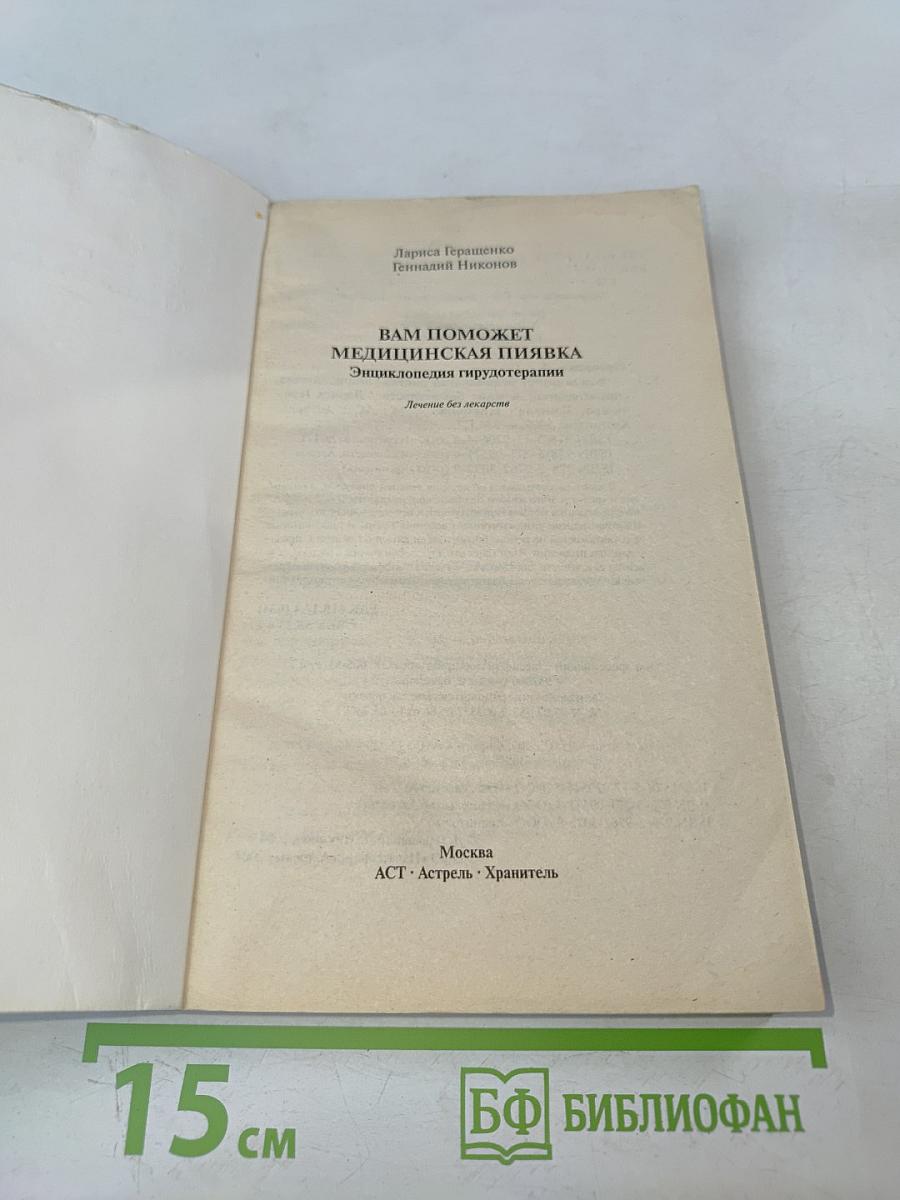 Лариса Геращенко
Геннадий Никонов
ВАМ ПОМОЖЕТ
МЕДИЦИНСКАЯ ПИЯВКА
Энциклопедия гирудотерапии
Лечение без лекарств
Москва
АСТ · Астрель · Хранитель
15 см
БФ БИБЛИОФАН